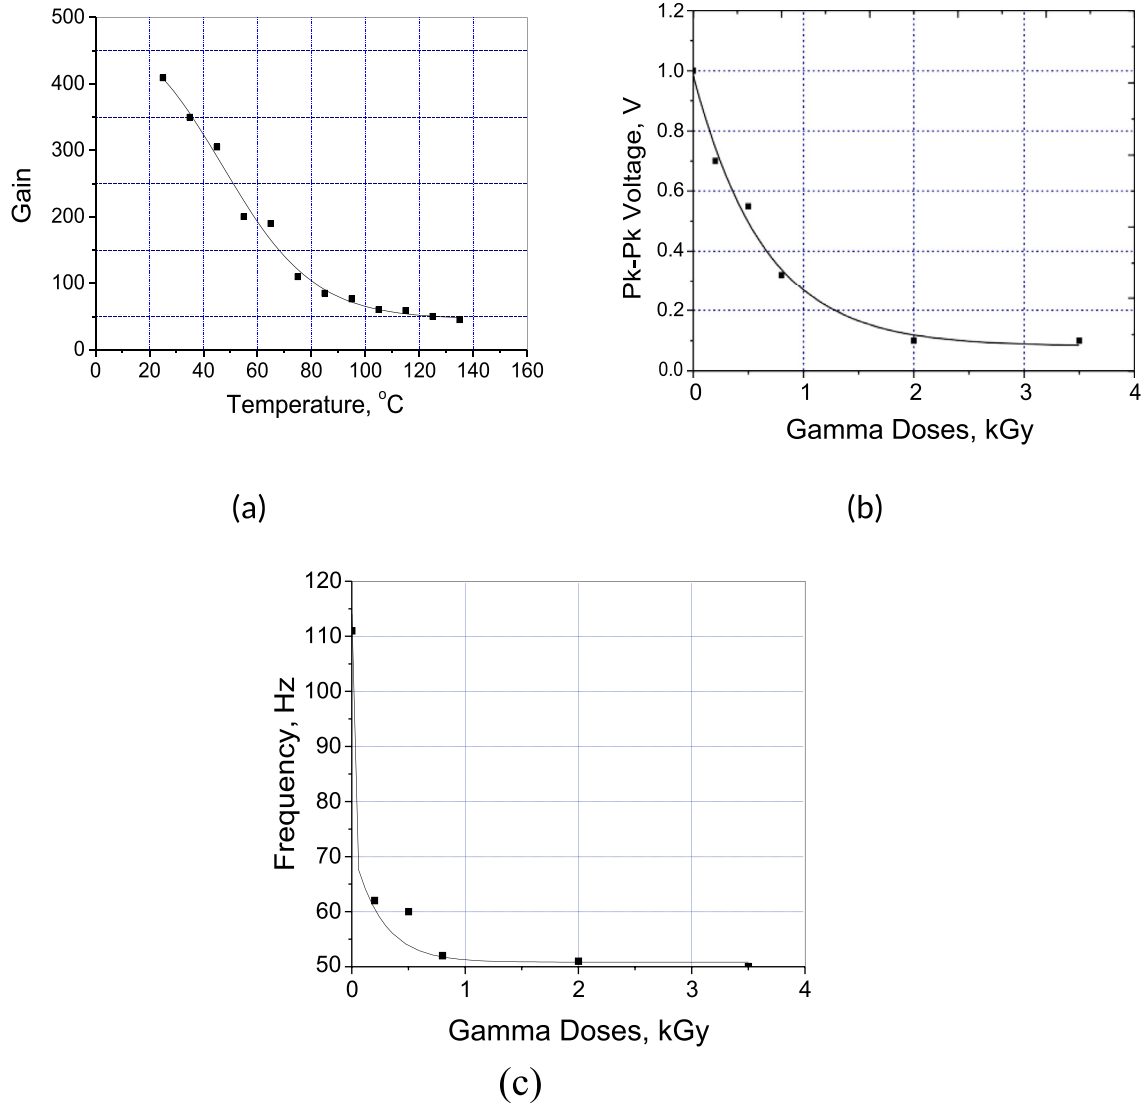 500
400
300
200
100
0
Gain
0 20 40 60 80 100 120 140 160
Temperature, °C
(a)
1.2
1.0
0.8
0.6
0.4
0.2
0.0
Pk-Pk Voltage, V
0 1 2 3 4
Gamma Doses, kGy
(b)
120
110
100
90
80
70
60
50
Frequency, Hz
0 1 2 3 4
Gamma Doses, kGy
(c)